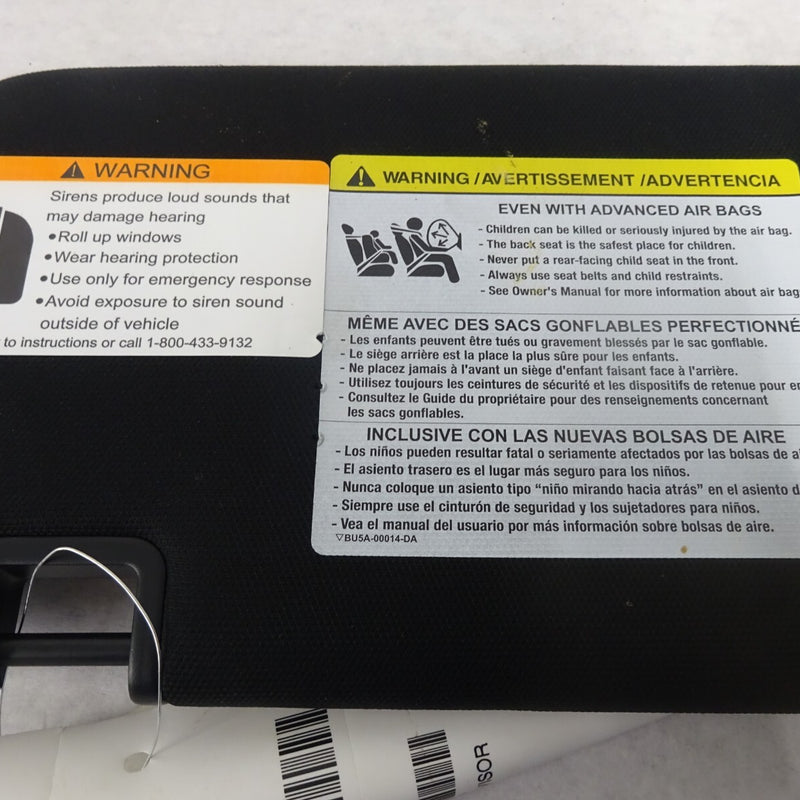 WARNING
Sirens produce loud sounds that
may damage hearing
•Roll up windows
•Wear hearing protection
•Use only for emergency response
•Avoid exposure to siren sound
outside of vehicle
to instructions or call 1-800-433-9132
WARNING /AVERTISSEMENT /ADVERTENCIA
EVEN WITH ADVANCED AIR BAGS
- Children can be killed or seriously injured by the air bag.
- The back seat is the safest place for children.
- Never put a rear-facing child seat in the front.
- Always use seat belts and child restraints.
- See Owner's Manual for more information about air bag
MÊME AVEC DES SACS GONFLABLES PERFECTIONNÉ
- Les enfants peuvent être tués ou gravement blessés par le sac gonflable.
- Le siège arrière est la place la plus sûre pour les enfants.
- Ne placez jamais à l'avant un siège d'enfant faisant face à l'arrière.
- Utilisez toujours les ceintures de sécurité et les dispositifs de retenue pour en
- Consultez le Guide du propriétaire pour des renseignements concernant
les sacs gonflables.
INCLUSIVE CON LAS NUEVAS BOLSAS DE AIRE
- Los niños pueden resultar fatal o seriamente afectados por las bolsas de a
- El asiento trasero es el lugar más seguro para los niños.
- Nunca coloque un asiento tipo “niño mirando hacia atrás” en el asiento d
- Siempre use el cinturón de seguridad y los sujetadores para niños.
- Vea el manual del usuario por más información sobre bolsas de aire.
▽BU5A-00014-DA
ISOR